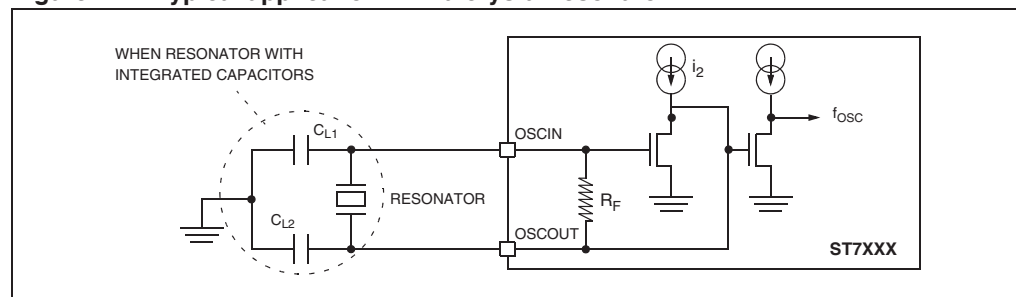 WHEN RESONATOR WITH
INTEGRATED CAPACITORS
CL1
OSCIN
i2
fOSC
RESONATOR
RF
CL2
OSCOUT
ST7XXX